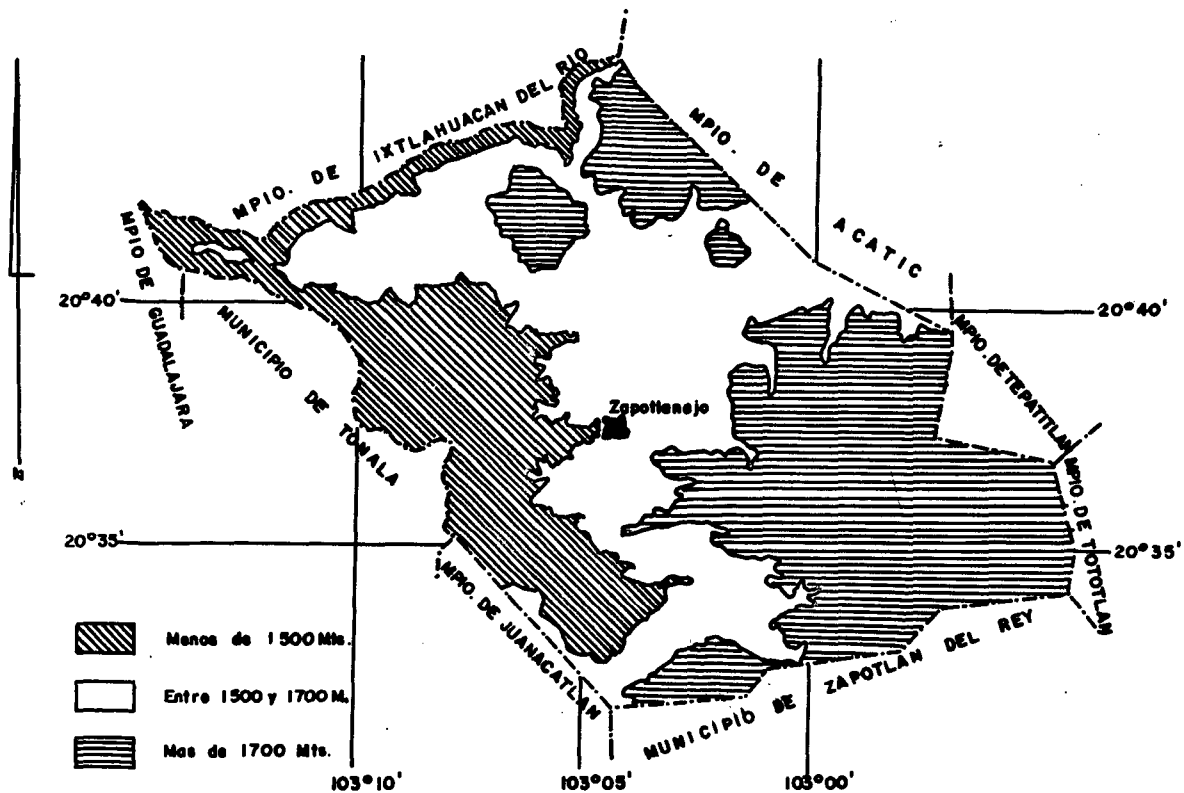 MPIO. DE IXTLAHUACAN DEL RIO
MPIO. DE ACATIC
MPIO DE GUADALAJARA
20°40'
20°40'
MUNICIPIO DE TONALA
MPIO. DE TEPATITLAN
Zapotlanejo
MPIO. DE TOTOTLAN
N
20°35'
20°35'
MPIO. DE JUANACATLAN
MUNICIPIO DE ZAPOTLAN DEL REY
Menos de 1500 Mts.
Entre 1500 y 1700 M.
Mas de 1700 Mts.
103°10'
103°05'
103°00'